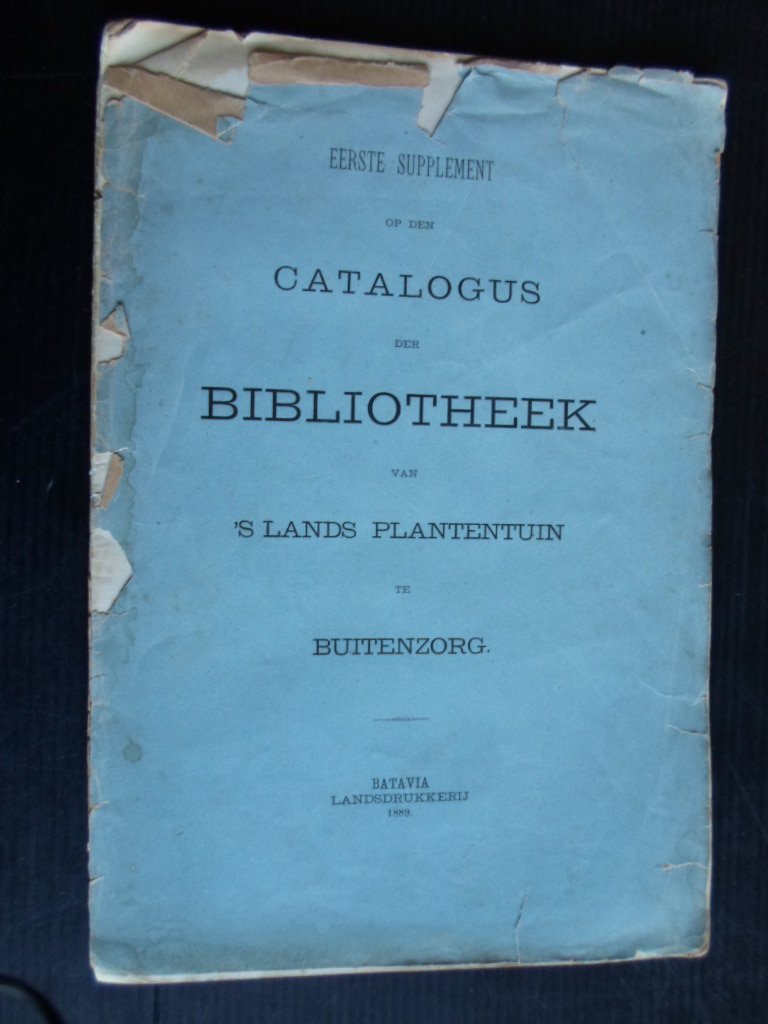 EERSTE SUPPLEMENT
OP DEN
CATALOGUS
DER
BIBLIOTHEEK
VAN
'S LANDS PLANTENTUIN
TE
BUITENZORG.
BATAVIA
LANDSDRUKKERIJ
1889.